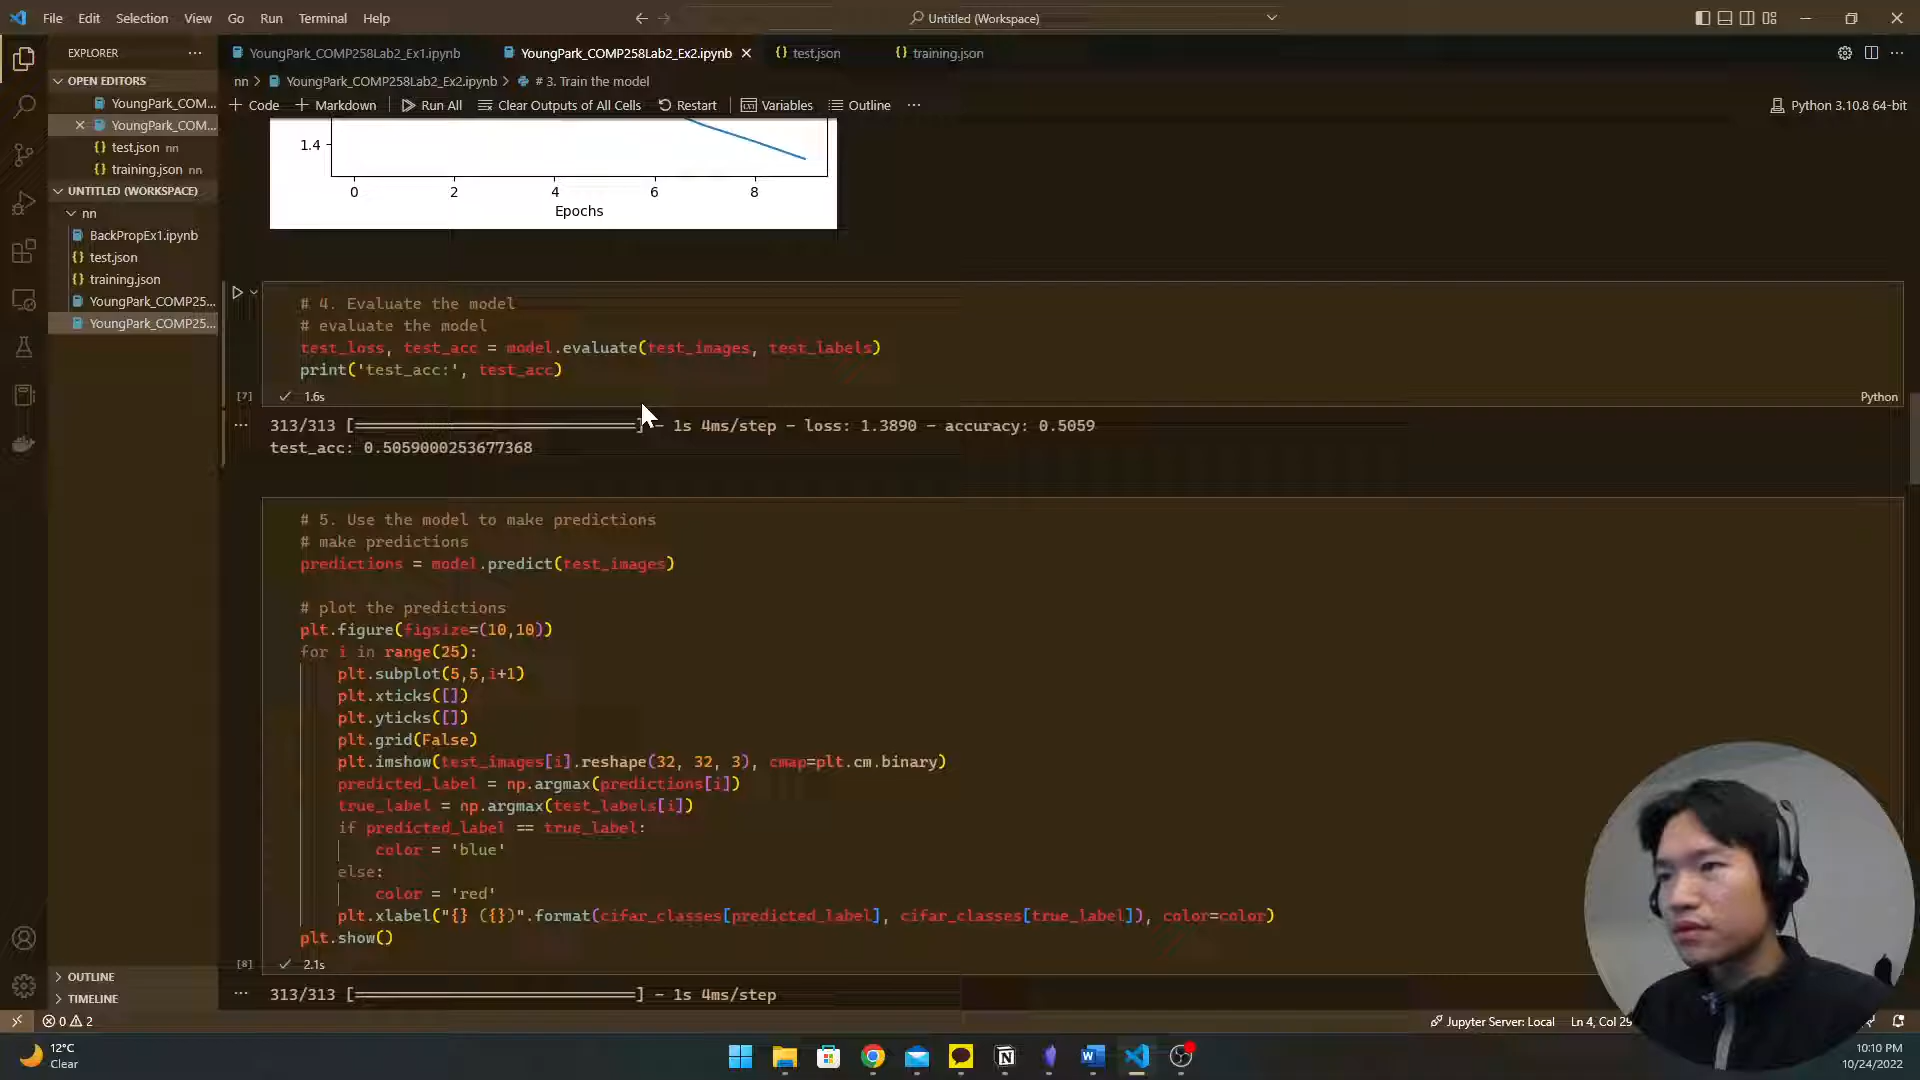 File Edit Selection View Go Run Terminal Help
Untitled (Workspace)
EXPLORER
YoungPark_COMP258Lab2_Ex1.ipynb
YoungPark_COMP258Lab2_Ex2.ipynb
test.json
training.json
OPEN EDITORS
nn > YoungPark_COMP258Lab2_Ex2.ipynb > # 3. Train the model
YoungPark_COM...
YoungPark_COM...
test.json nn
training.json nn
+ Code + Markdown Run All Clear Outputs of All Cells Restart Variables Outline ...
Python 3.10.8 64-bit
UNTITLED (WORKSPACE)
nn
BackPropEx1.ipynb
test.json
training.json
YoungPark_COMP25...
YoungPark_COMP25...
1.4
0 2 4 6 8
Epochs
# 4. Evaluate the model
# evaluate the model
test_loss, test_acc = model.evaluate(test_images, test_labels)
print('test_acc:', test_acc)
[7] 1.6s
Python
313/313 [==============================] - 1s 4ms/step - loss: 1.3890 - accuracy: 0.5059
test_acc: 0.5059000253677368
# 5. Use the model to make predictions
# make predictions
predictions = model.predict(test_images)
# plot the predictions
plt.figure(figsize=(10,10))
for i in range(25):
plt.subplot(5,5,i+1)
plt.xticks([])
plt.yticks([])
plt.grid(False)
plt.imshow(test_images[i].reshape(32, 32, 3), cmap=plt.cm.binary)
predicted_label = np.argmax(predictions[i])
true_label = np.argmax(test_labels[i])
if predicted_label == true_label:
color = 'blue'
else:
color = 'red'
plt.xlabel("{} ({})".format(cifar_classes[predicted_label], cifar_classes[true_label]), color=color)
plt.show()
[8] 2.1s
313/313 [==============================] - 1s 4ms/step
OUTLINE
TIMELINE
0 2
Jupyter Server: Local
Ln 4, Col 29
12°C
Clear
10:10 PM
10/24/2022